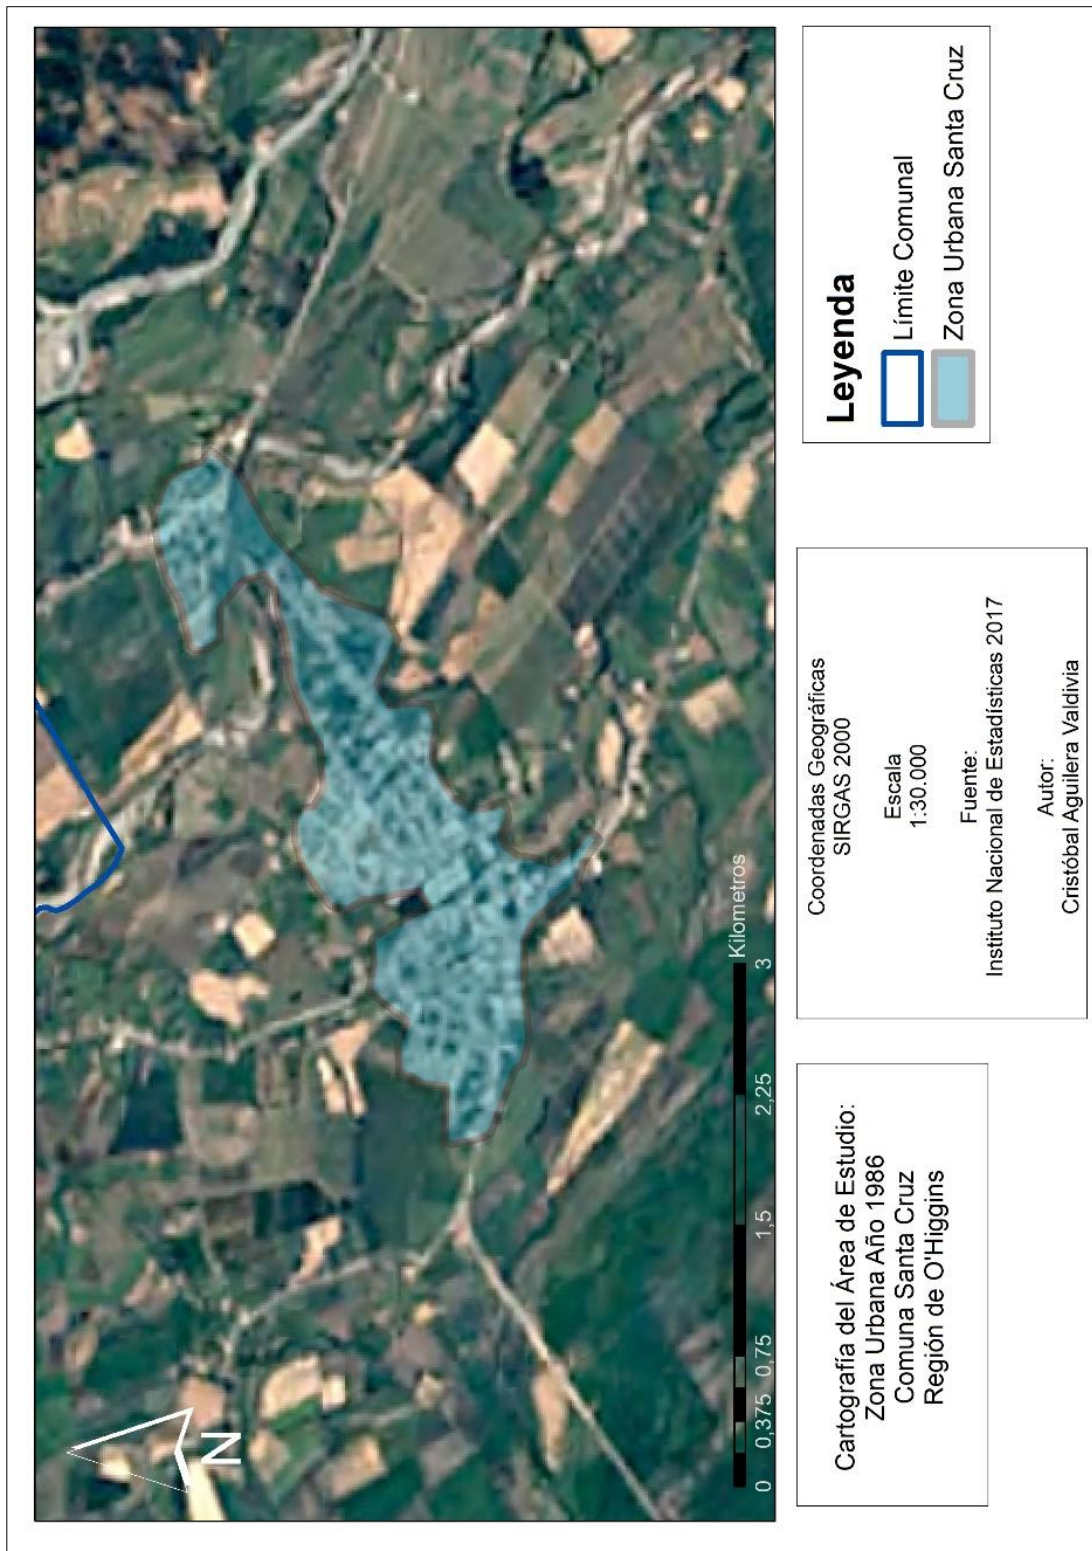 N
0 0,375 0,75 1,5 2,25 3
Kilometros
Cartografía del Área de Estudio:
Zona Urbana Año 1986
Comuna Santa Cruz
Región de O'Higgins
Coordenadas Geográficas
SIRGAS 2000
Escala
1:30.000
Fuente:
Instituto Nacional de Estadísticas 2017
Autor:
Cristóbal Aguilera Valdivia
Leyenda
Límite Comunal
Zona Urbana Santa Cruz